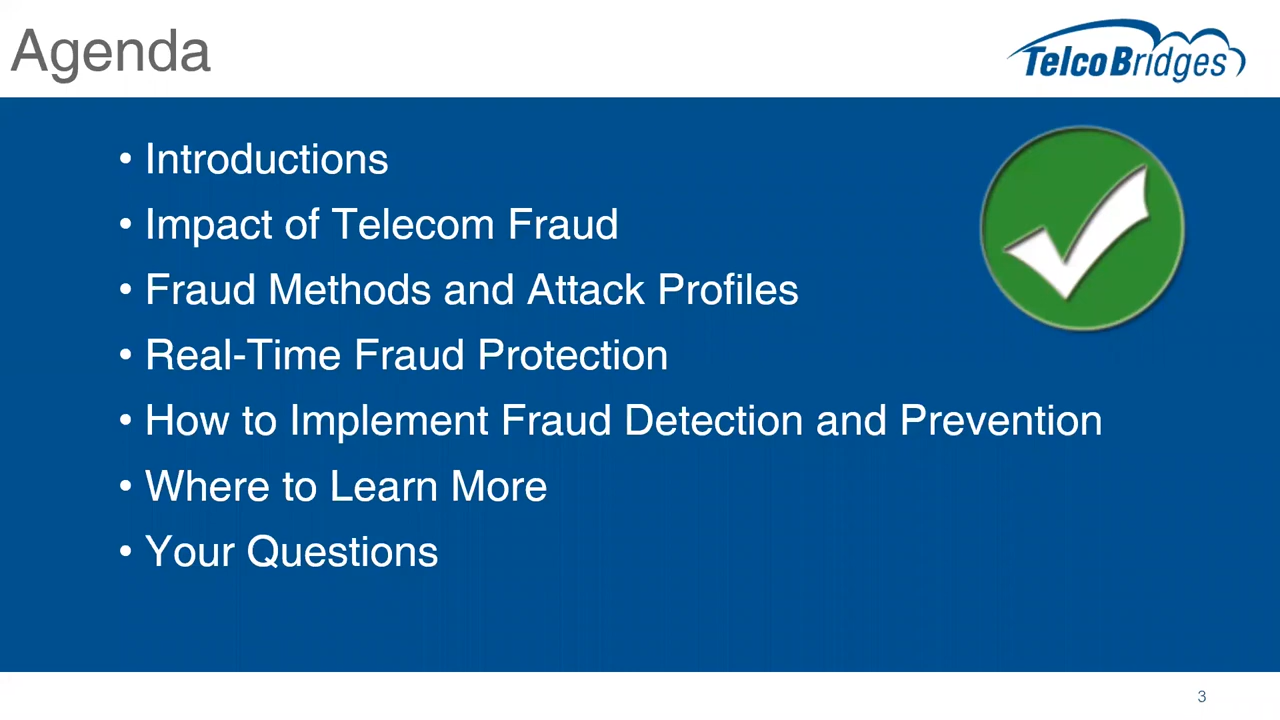 Agenda
TelcoBridges
• Introductions
• Impact of Telecom Fraud
• Fraud Methods and Attack Profiles
• Real-Time Fraud Protection
• How to Implement Fraud Detection and Prevention
• Where to Learn More
• Your Questions
3